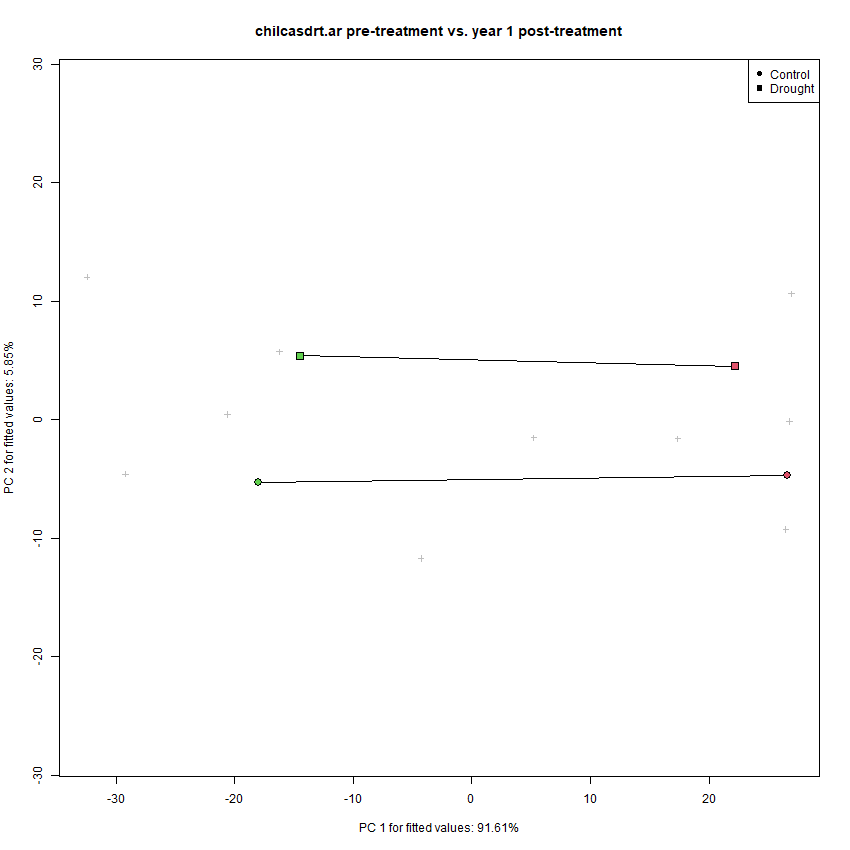 chilcasdrt.ar pre-treatment vs. year 1 post-treatment
Control
Drought
30
20
10
0
-10
-20
-30
PC 2 for fitted values: 5.85%
-30 -20 -10 0 10 20
PC 1 for fitted values: 91.61%